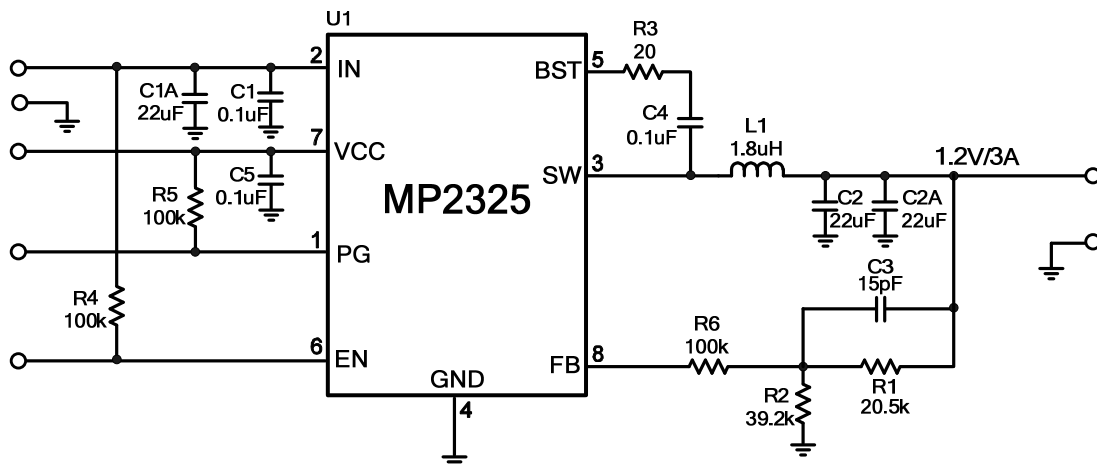 U1
MP2325
2
IN
7
VCC
1
PG
6
EN
GND
4
5
BST
3
SW
8
FB
C1A
22uF
C1
0.1uF
C5
0.1uF
R5
100k
R4
100k
R3
20
C4
0.1uF
L1
1.8uH
1.2V/3A
C2
22uF
C2A
22uF
C3
15pF
R6
100k
R1
20.5k
R2
39.2k